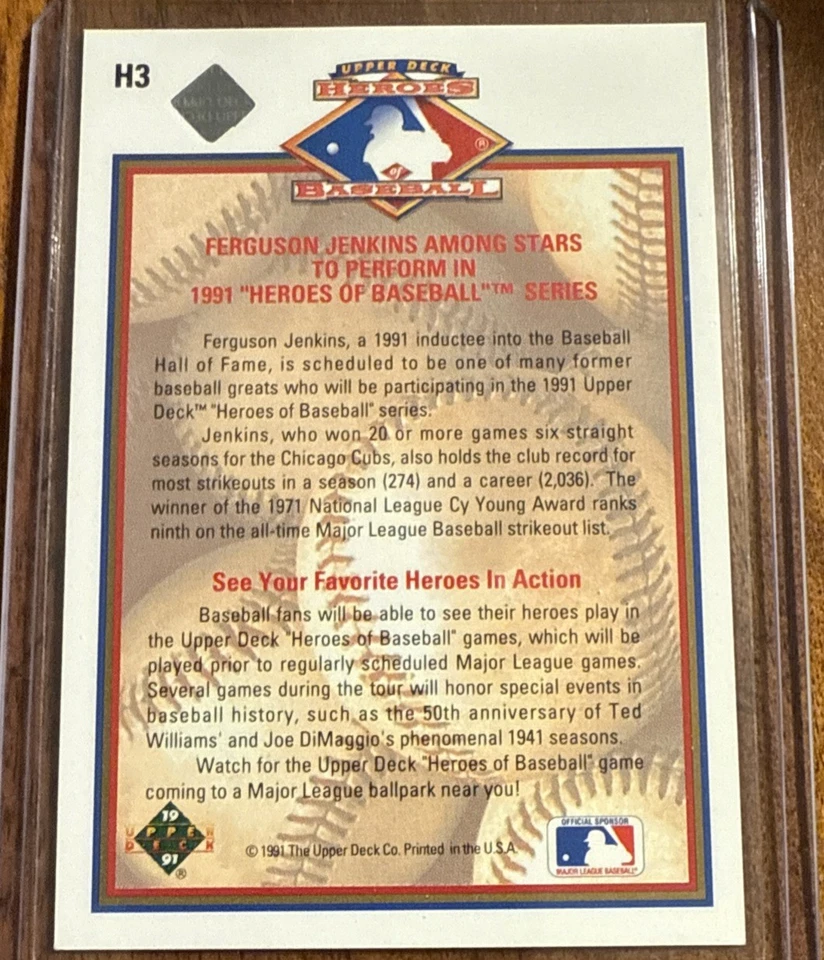 H3
UPPER DECK
HEROES
of
BASEBALL
®
FERGUSON JENKINS AMONG STARS
TO PERFORM IN
1991 "HEROES OF BASEBALL"™ SERIES
Ferguson Jenkins, a 1991 inductee into the Baseball
Hall of Fame, is scheduled to be one of many former
baseball greats who will be participating in the 1991 Upper
Deck™ "Heroes of Baseball" series.
Jenkins, who won 20 or more games six straight
seasons for the Chicago Cubs, also holds the club record for
most strikeouts in a season (274) and a career (2,036). The
winner of the 1971 National League Cy Young Award ranks
ninth on the all-time Major League Baseball strikeout list.
See Your Favorite Heroes In Action
Baseball fans will be able to see their heroes play in
the Upper Deck "Heroes of Baseball" games, which will be
played prior to regularly scheduled Major League games.
Several games during the tour will honor special events in
baseball history, such as the 50th anniversary of Ted
Williams' and Joe DiMaggio's phenomenal 1941 seasons.
Watch for the Upper Deck "Heroes of Baseball" game
coming to a Major League ballpark near you!
19
UPPER
DECK
91
®
© 1991 The Upper Deck Co. Printed in the U.S.A.
OFFICIAL SPONSOR
MAJOR LEAGUE BASEBALL